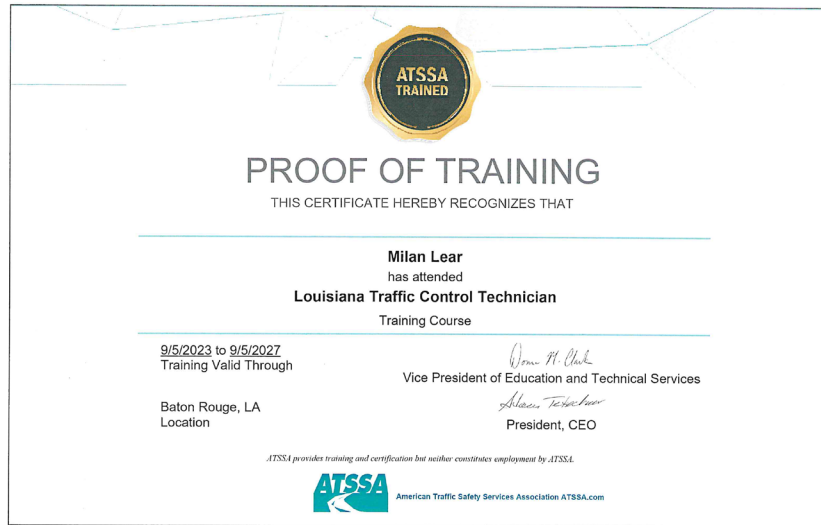 ATSSA
TRAINED
PROOF OF TRAINING
THIS CERTIFICATE HEREBY RECOGNIZES THAT
Milan Lear
has attended
Louisiana Traffic Control Technician
Training Course
9/5/2023 to 9/5/2027
Training Valid Through
Baton Rouge, LA
Location
Donna M. Clark
Vice President of Education and Technical Services
President, CEO
ATSSA provides training and certification but neither constitutes employment by ATSSA.
ATSSA
American Traffic Safety Services Association ATSSA.com